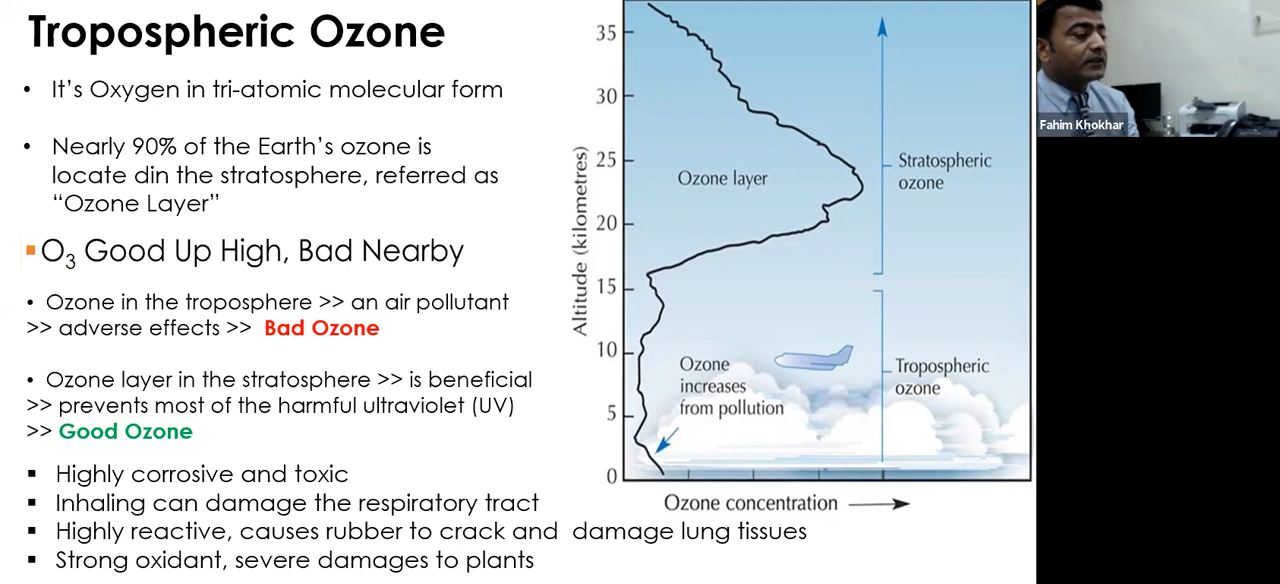 Tropospheric Ozone
• It's Oxygen in tri-atomic molecular form
• Nearly 90% of the Earth's ozone is
locate din the stratosphere, referred as
"Ozone Layer"
▪ O₃ Good Up High, Bad Nearby
• Ozone in the troposphere >> an air pollutant
>> adverse effects >> Bad Ozone
• Ozone layer in the stratosphere >> is beneficial
>> prevents most of the harmful ultraviolet (UV)
>> Good Ozone
▪ Highly corrosive and toxic
▪ Inhaling can damage the respiratory tract
▪ Highly reactive, causes rubber to crack and damage lung tissues
▪ Strong oxidant, severe damages to plants
Altitude (kilometres)
35
30
25
20
15
10
5
0
Ozone layer
Stratospheric
ozone
Ozone
increases
from pollution
Tropospheric
ozone
Ozone concentration
Fahim Khokhar